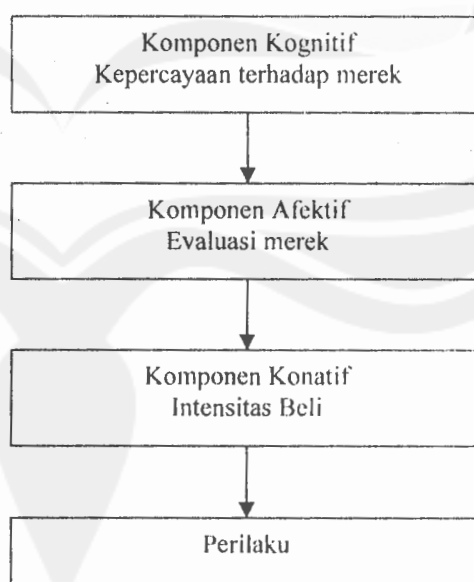 Komponen Kognitif
Kepercayaan terhadap merek
Komponen Afektif
Evaluasi merek
Komponen Konatif
Intensitas Beli
Perilaku